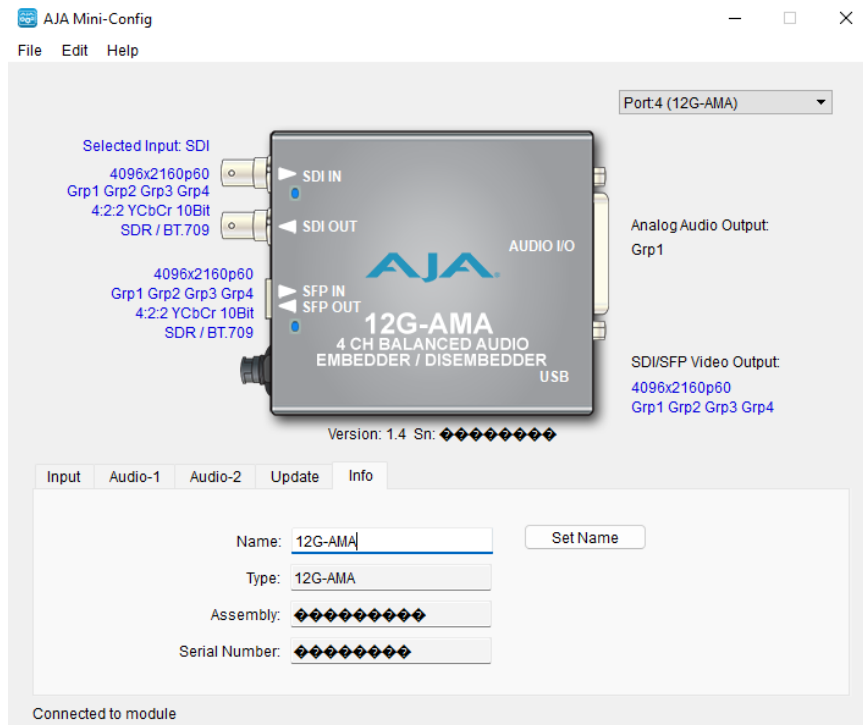 AJA Mini-Config
File Edit Help
Port:4 (12G-AMA)
Selected Input: SDI
4096x2160p60
Grp1 Grp2 Grp3 Grp4
4:2:2 YCbCr 10Bit
SDR / BT.709
4096x2160p60
Grp1 Grp2 Grp3 Grp4
4:2:2 YCbCr 10Bit
SDR / BT.709
SDI IN
SDI OUT
AUDIO I/O
AJA
SFP IN
SFP OUT
12G-AMA
4 CH BALANCED AUDIO
EMBEDDER / DISEMBEDDER
USB
Analog Audio Output:
Grp1
SDI/SFP Video Output:
4096x2160p60
Grp1 Grp2 Grp3 Grp4
Version: 1.4 Sn: ��������
Input Audio-1 Audio-2 Update Info
Name: 12G-AMA Set Name
Type: 12G-AMA
Assembly: ���������
Serial Number: ��������
Connected to module